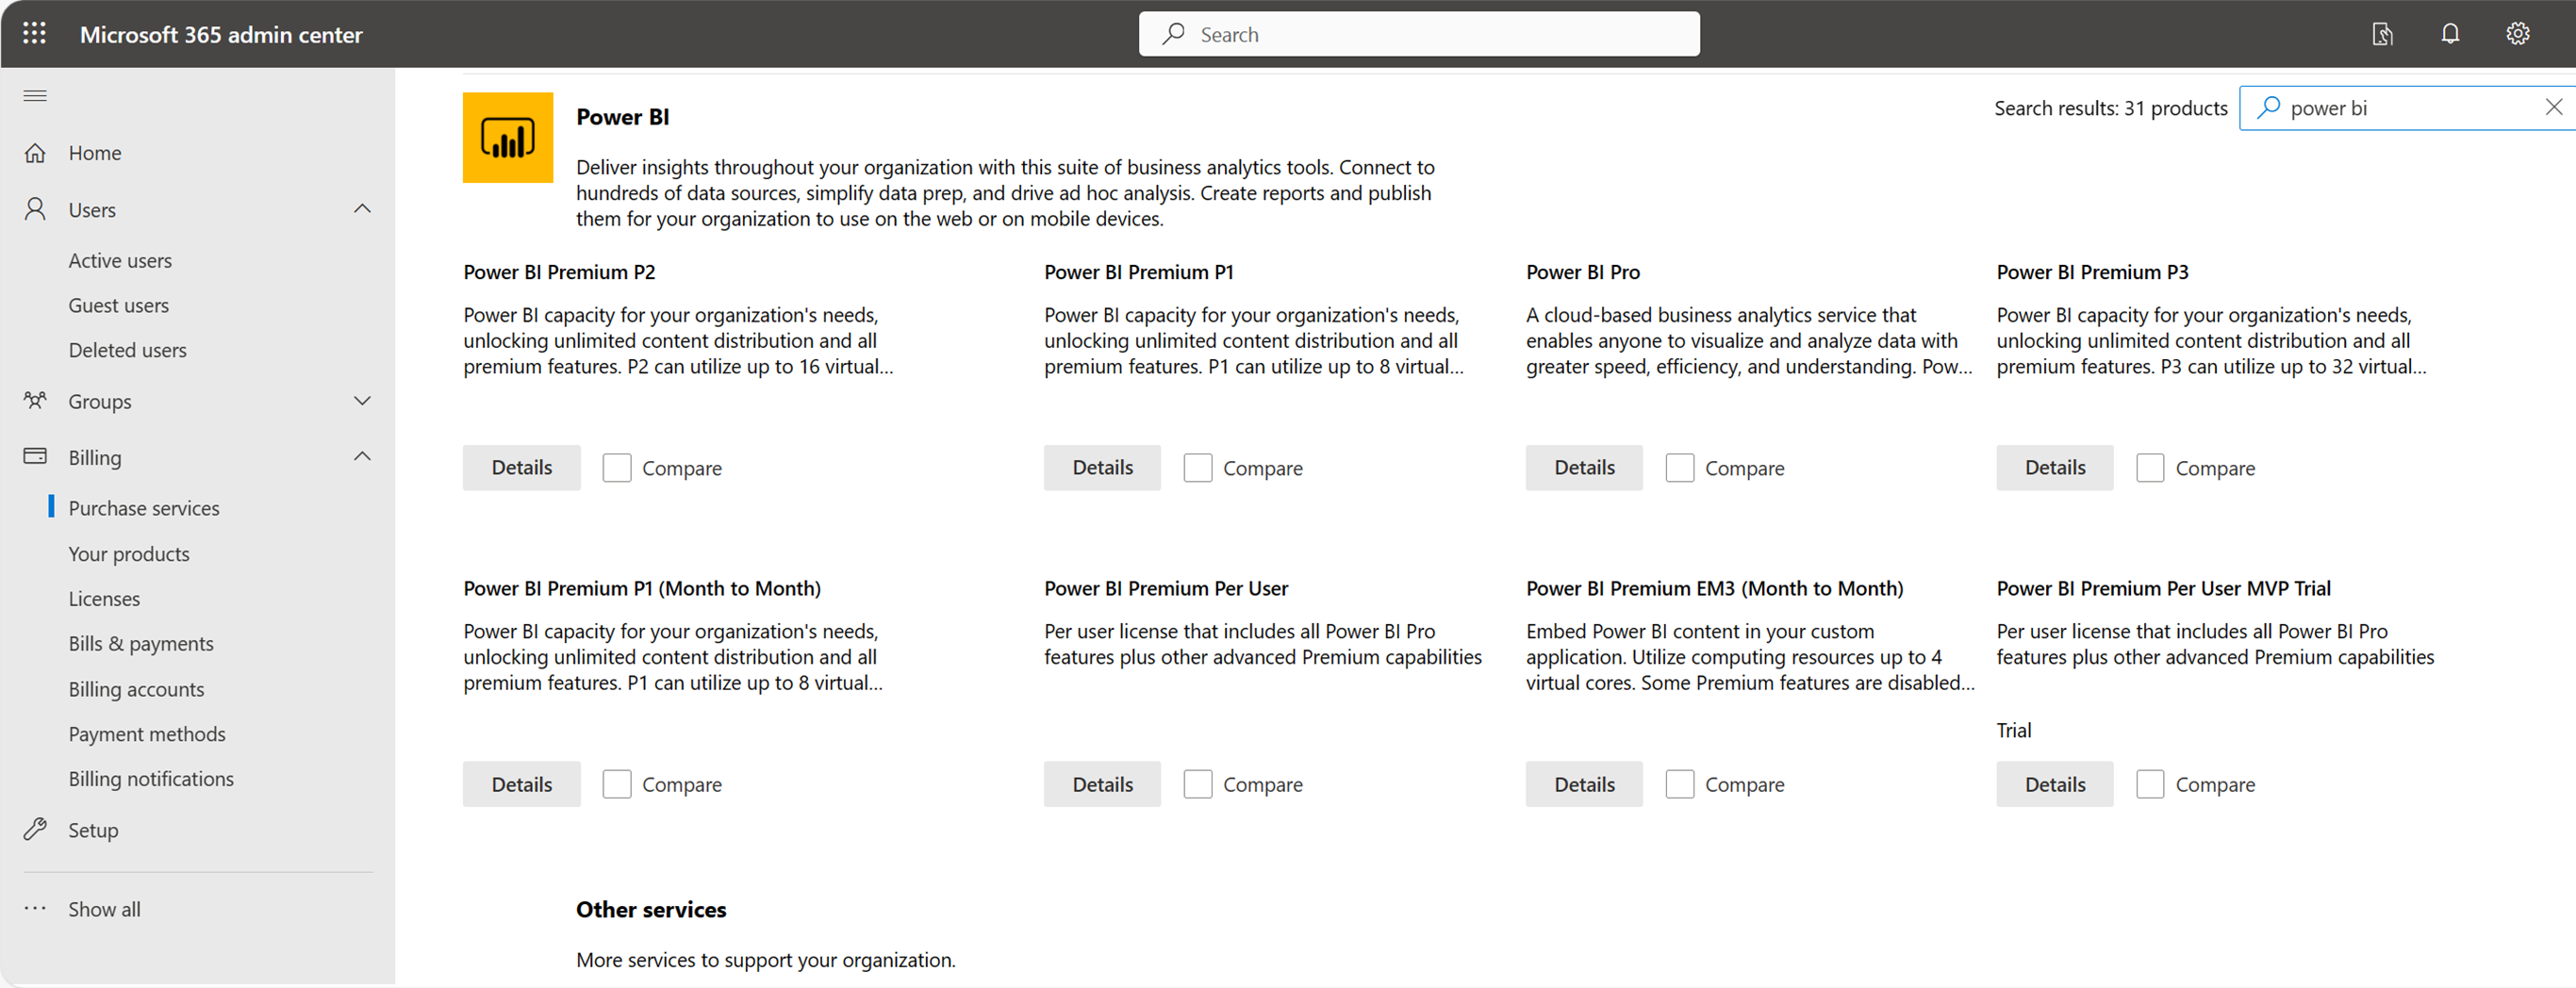 Microsoft 365 admin center
Search
Home
Users
Active users
Guest users
Deleted users
Groups
Billing
Purchase services
Your products
Licenses
Bills & payments
Billing accounts
Payment methods
Billing notifications
Setup
Show all
Power BI
Search results: 31 products
power bi
Deliver insights throughout your organization with this suite of business analytics tools. Connect to
hundreds of data sources, simplify data prep, and drive ad hoc analysis. Create reports and publish
them for your organization to use on the web or on mobile devices.
Power BI Premium P2
Power BI capacity for your organization's needs,
unlocking unlimited content distribution and all
premium features. P2 can utilize up to 16 virtual...
Details
Compare
Power BI Premium P1
Power BI capacity for your organization's needs,
unlocking unlimited content distribution and all
premium features. P1 can utilize up to 8 virtual...
Details
Compare
Power BI Pro
A cloud-based business analytics service that
enables anyone to visualize and analyze data with
greater speed, efficiency, and understanding. Pow...
Details
Compare
Power BI Premium P3
Power BI capacity for your organization's needs,
unlocking unlimited content distribution and all
premium features. P3 can utilize up to 32 virtual...
Details
Compare
Power BI Premium P1 (Month to Month)
Power BI capacity for your organization's needs,
unlocking unlimited content distribution and all
premium features. P1 can utilize up to 8 virtual...
Details
Compare
Power BI Premium Per User
Per user license that includes all Power BI Pro
features plus other advanced Premium capabilities
Details
Compare
Power BI Premium EM3 (Month to Month)
Embed Power BI content in your custom
application. Utilize computing resources up to 4
virtual cores. Some Premium features are disabled...
Details
Compare
Power BI Premium Per User MVP Trial
Per user license that includes all Power BI Pro
features plus other advanced Premium capabilities
Trial
Details
Compare
Other services
More services to support your organization.